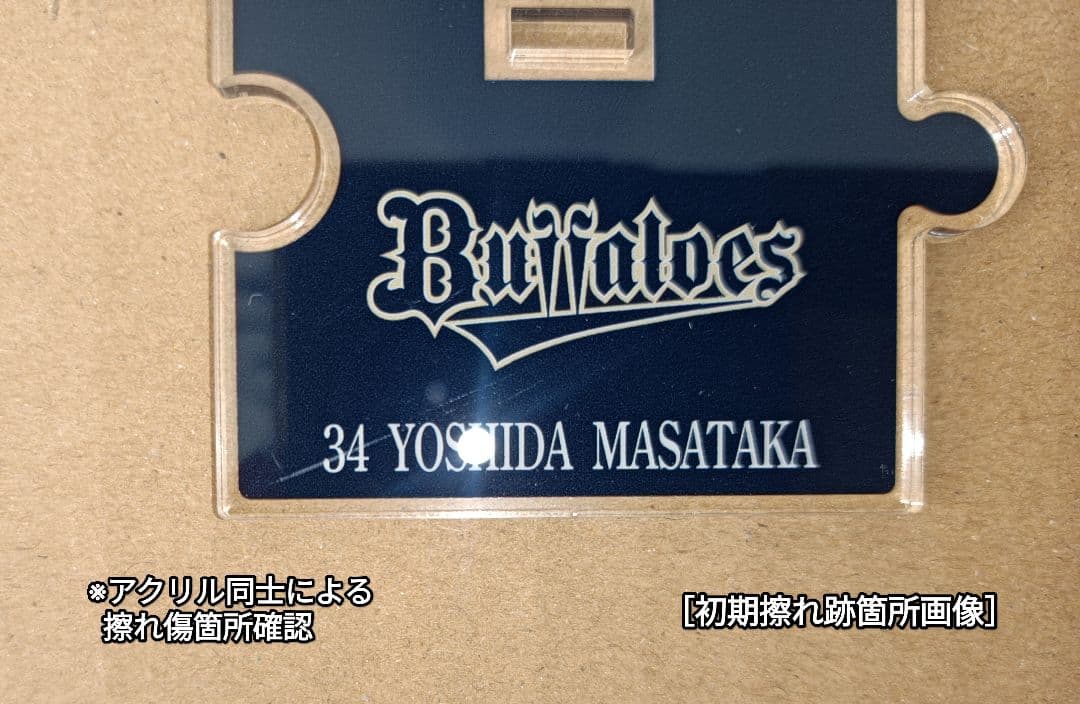 Buffaloes
34 YOSHIDA MASATAKA
※アクリル同士による
擦れ傷箇所確認
[初期擦れ跡箇所画像]